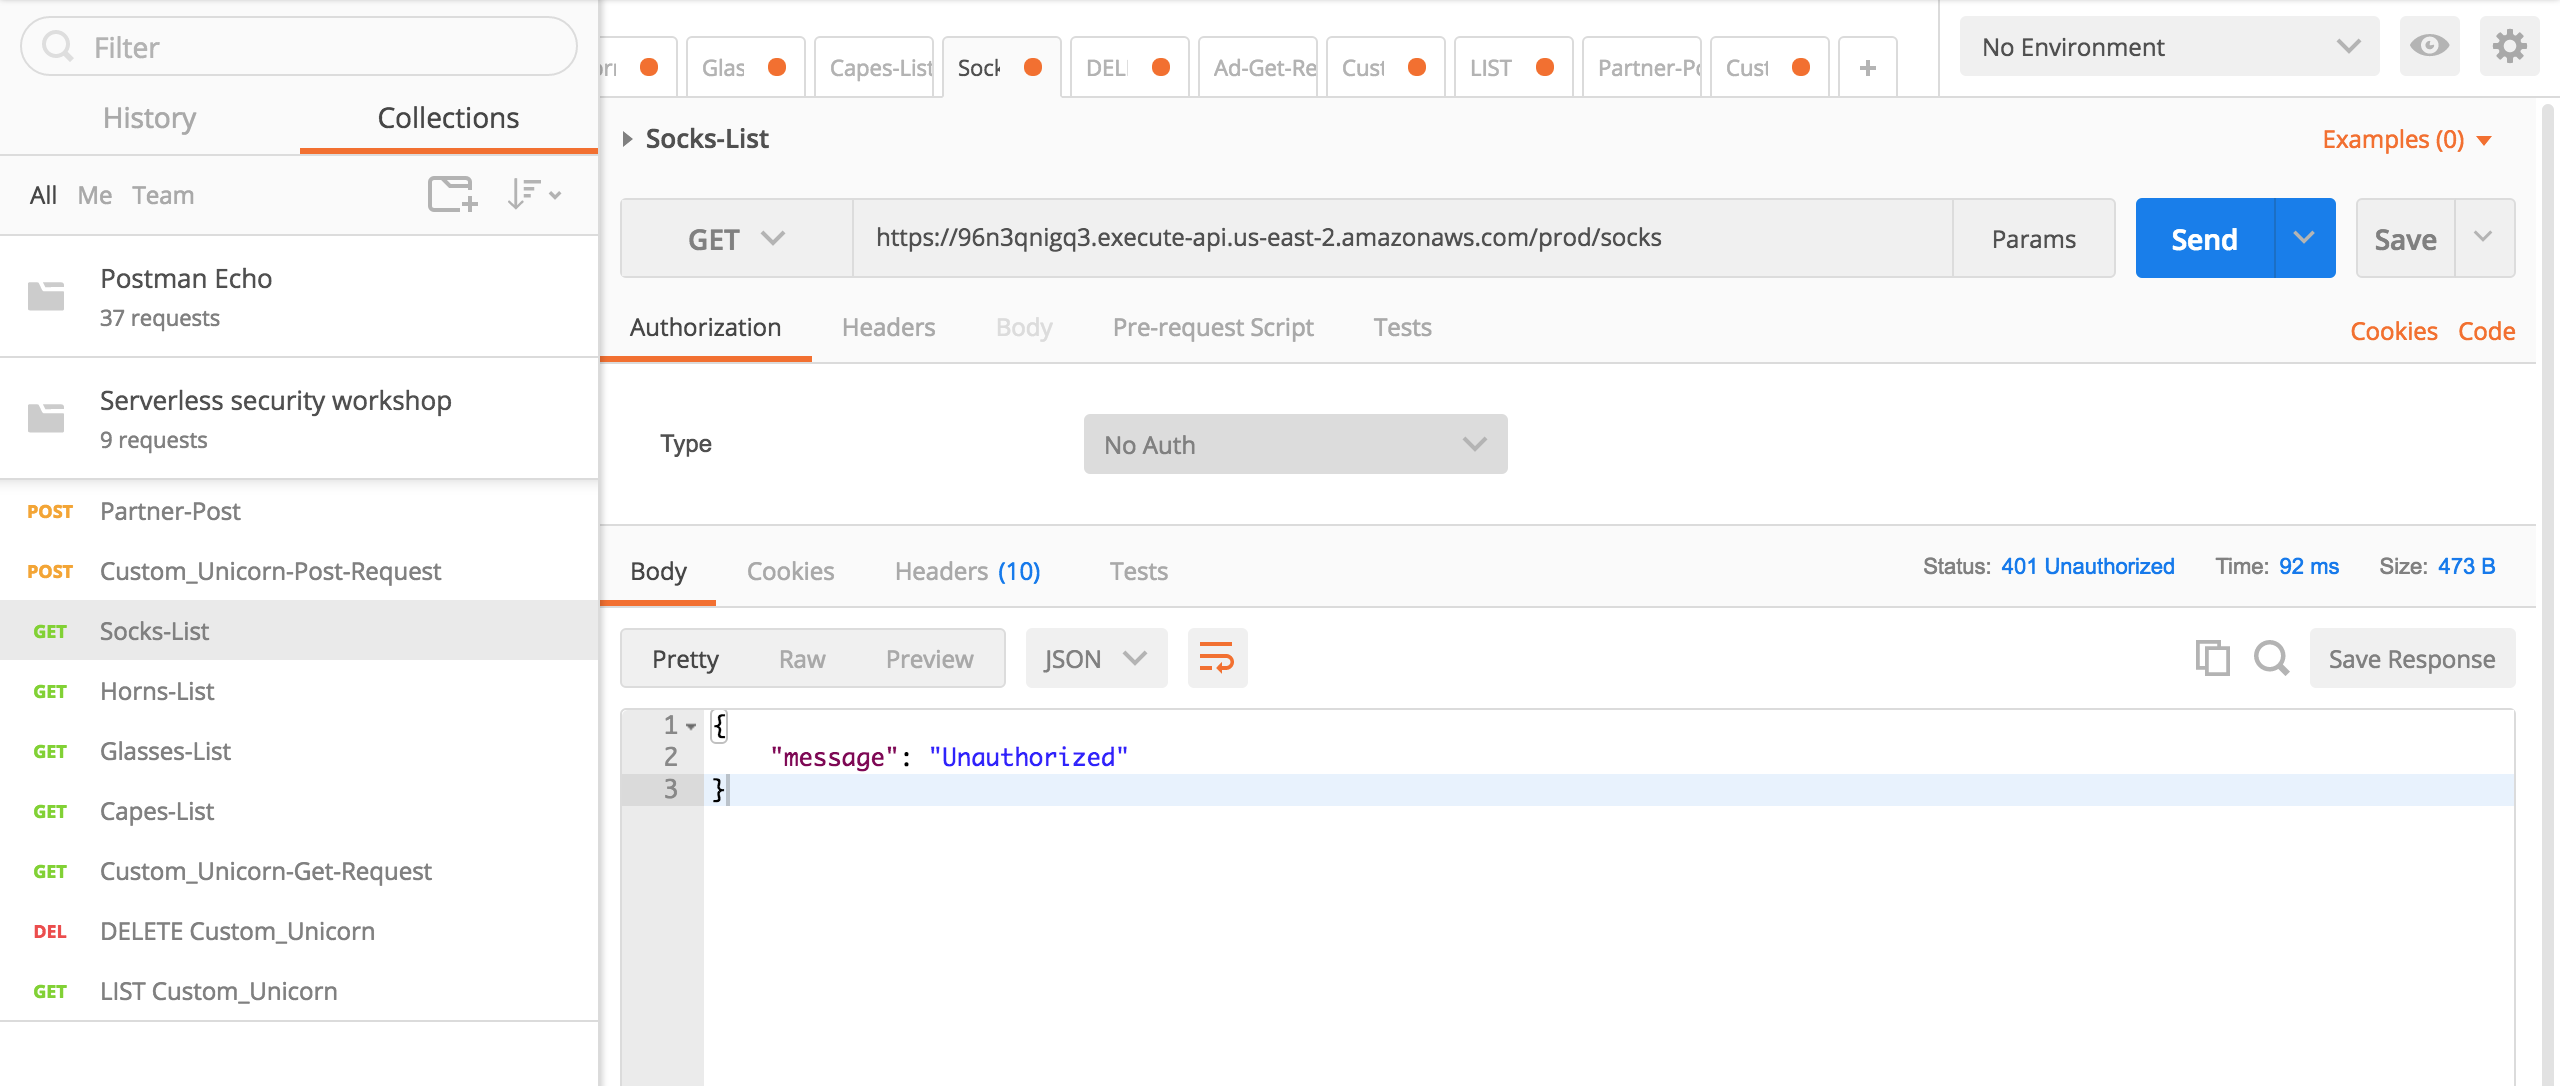 Filter
History
Collections
All Me Team
Postman Echo
37 requests
Serverless security workshop
9 requests
POST Partner-Post
POST Custom_Unicorn-Post-Request
GET Socks-List
GET Horns-List
GET Glasses-List
GET Capes-List
GET Custom_Unicorn-Get-Request
DEL DELETE Custom_Unicorn
GET LIST Custom_Unicorn
Glas Capes-List Sock DEL Ad-Get-Re Cust LIST Partner-Po Cust +
No Environment
Socks-List
Examples (0)
GET https://96n3qnigq3.execute-api.us-east-2.amazonaws.com/prod/socks Params Send Save
Authorization Headers Body Pre-request Script Tests Cookies Code
Type No Auth
Body Cookies Headers (10) Tests Status: 401 Unauthorized Time: 92 ms Size: 473 B
Pretty Raw Preview JSON Save Response
1 {
2 "message": "Unauthorized"
3 }